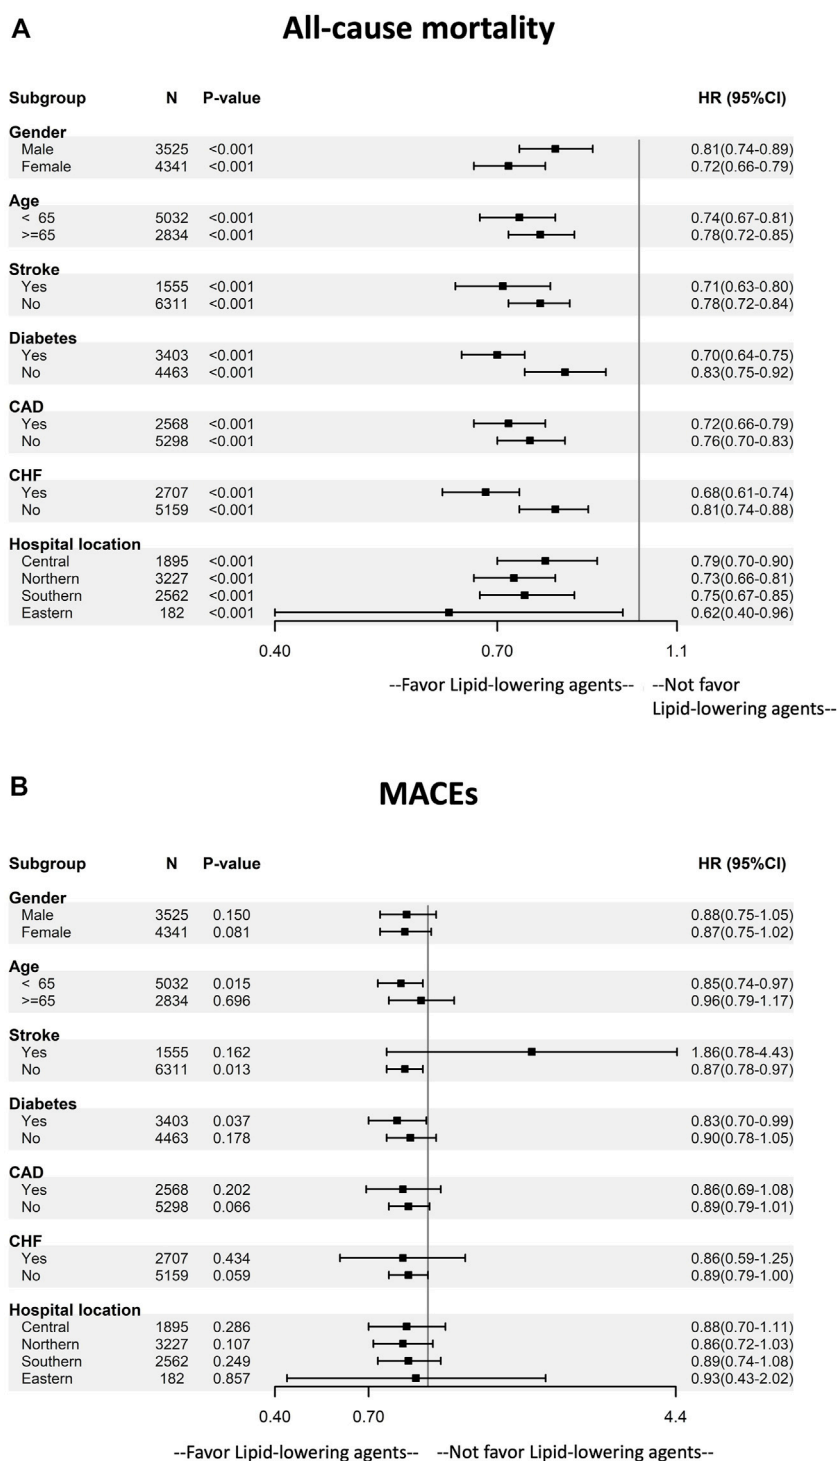 A All-cause mortality
Subgroup N P-value HR (95%CI)
Gender
Male 3525 <0.001 0.81(0.74-0.89)
Female 4341 <0.001 0.72(0.66-0.79)
Age
< 65 5032 <0.001 0.74(0.67-0.81)
>=65 2834 <0.001 0.78(0.72-0.85)
Stroke
Yes 1555 <0.001 0.71(0.63-0.80)
No 6311 <0.001 0.78(0.72-0.84)
Diabetes
Yes 3403 <0.001 0.70(0.64-0.75)
No 4463 <0.001 0.83(0.75-0.92)
CAD
Yes 2568 <0.001 0.72(0.66-0.79)
No 5298 <0.001 0.76(0.70-0.83)
CHF
Yes 2707 <0.001 0.68(0.61-0.74)
No 5159 <0.001 0.81(0.74-0.88)
Hospital location
Central 1895 <0.001 0.79(0.70-0.90)
Northern 3227 <0.001 0.73(0.66-0.81)
Southern 2562 <0.001 0.75(0.67-0.85)
Eastern 182 <0.001 0.62(0.40-0.96)
0.40 0.70 1.1
--Favor Lipid-lowering agents-- --Not favor
Lipid-lowering agents--
B MACEs
Subgroup N P-value HR (95%CI)
Gender
Male 3525 0.150 0.88(0.75-1.05)
Female 4341 0.081 0.87(0.75-1.02)
Age
< 65 5032 0.015 0.85(0.74-0.97)
>=65 2834 0.696 0.96(0.79-1.17)
Stroke
Yes 1555 0.162 1.86(0.78-4.43)
No 6311 0.013 0.87(0.78-0.97)
Diabetes
Yes 3403 0.037 0.83(0.70-0.99)
No 4463 0.178 0.90(0.78-1.05)
CAD
Yes 2568 0.202 0.86(0.69-1.08)
No 5298 0.066 0.89(0.79-1.01)
CHF
Yes 2707 0.434 0.86(0.59-1.25)
No 5159 0.059 0.89(0.79-1.00)
Hospital location
Central 1895 0.286 0.88(0.70-1.11)
Northern 3227 0.107 0.86(0.72-1.03)
Southern 2562 0.249 0.89(0.74-1.08)
Eastern 182 0.857 0.93(0.43-2.02)
0.40 0.70 4.4
--Favor Lipid-lowering agents-- --Not favor Lipid-lowering agents--